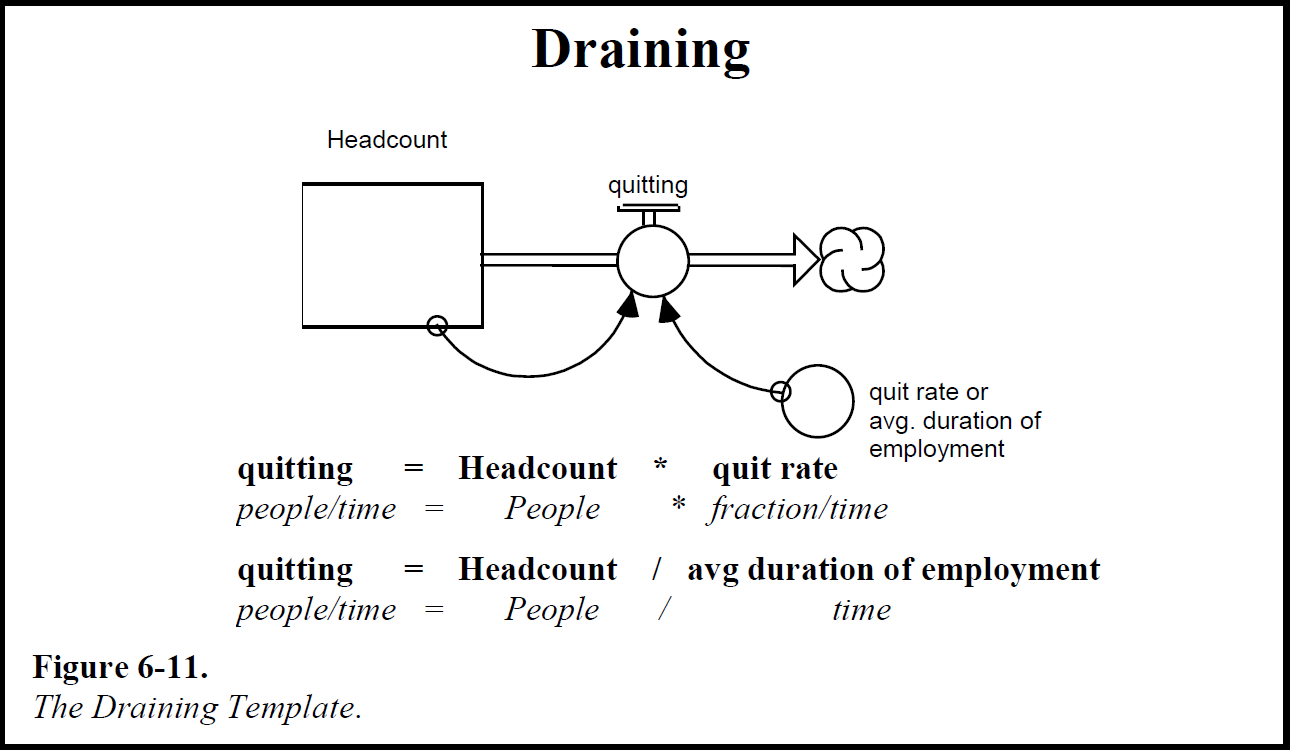 Draining
Headcount
quitting
quit rate or
avg. duration of
employment
quitting = Headcount * quit rate
people/time = People * fraction/time
quitting = Headcount / avg duration of employment
people/time = People / time
Figure 6-11.
The Draining Template.